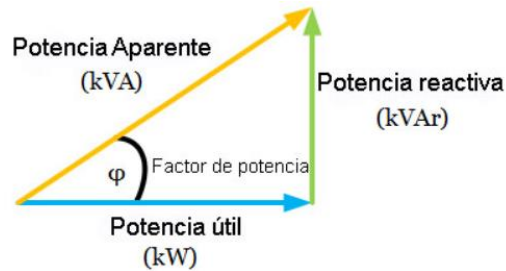 Potencia Aparente
(kVA)
Potencia reactiva
(kVAr)
φ
Factor de potencia
Potencia útil
(kW)